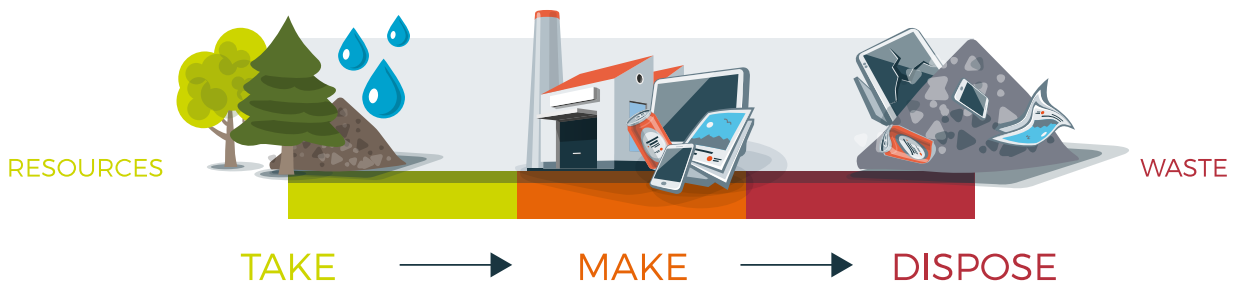 RESOURCES
WASTE
TAKE
MAKE
DISPOSE